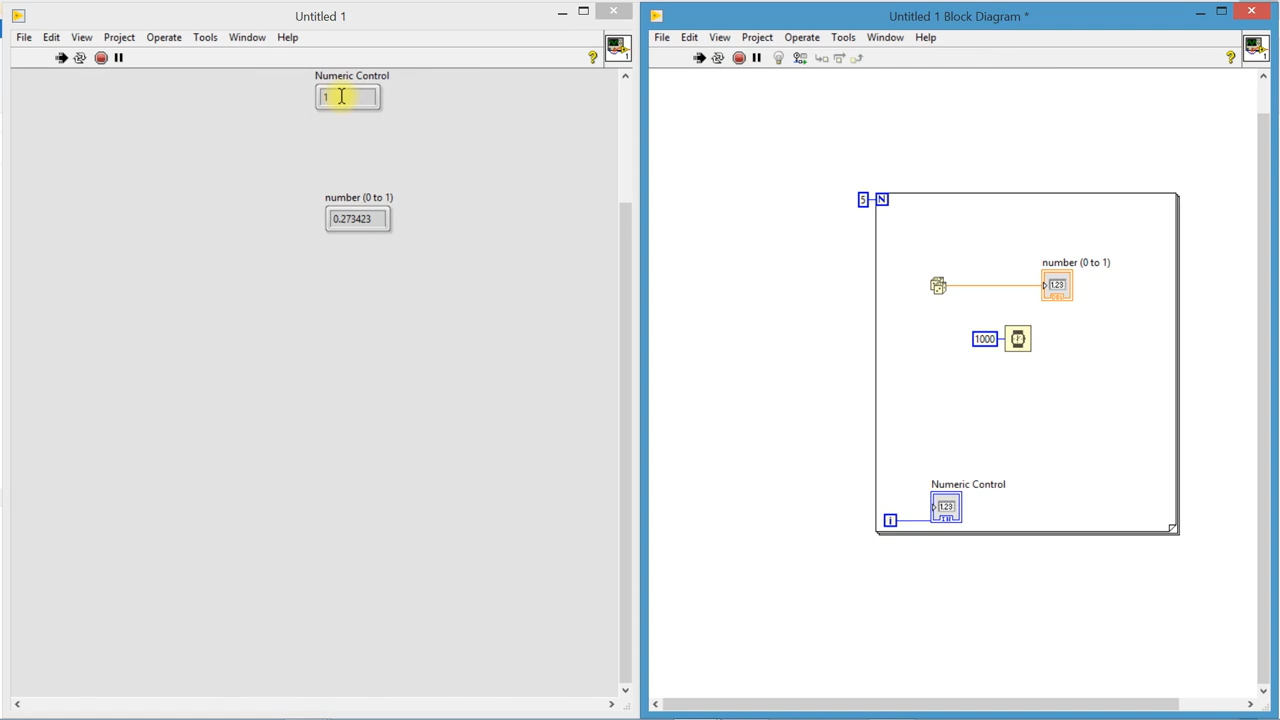 Untitled 1
File Edit View Project Operate Tools Window Help
1
Numeric Control
1
number (0 to 1)
0.273423
Untitled 1 Block Diagram *
File Edit View Project Operate Tools Window Help
1
5 N
number (0 to 1)
1.23
1000
Numeric Control
1.23
i